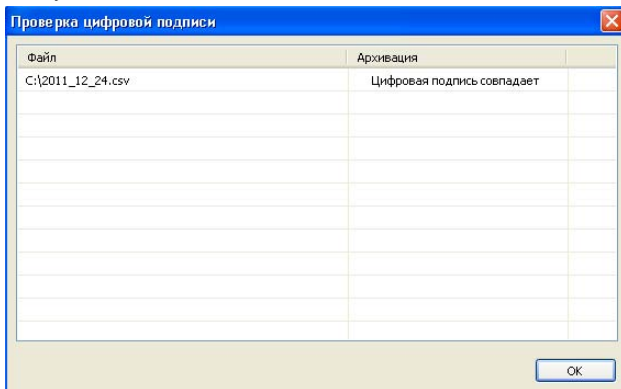 Проверка цифровой подписи
Файл Архивация
C:\2011_12_24.csv Цифровая подпись совпадает
OK